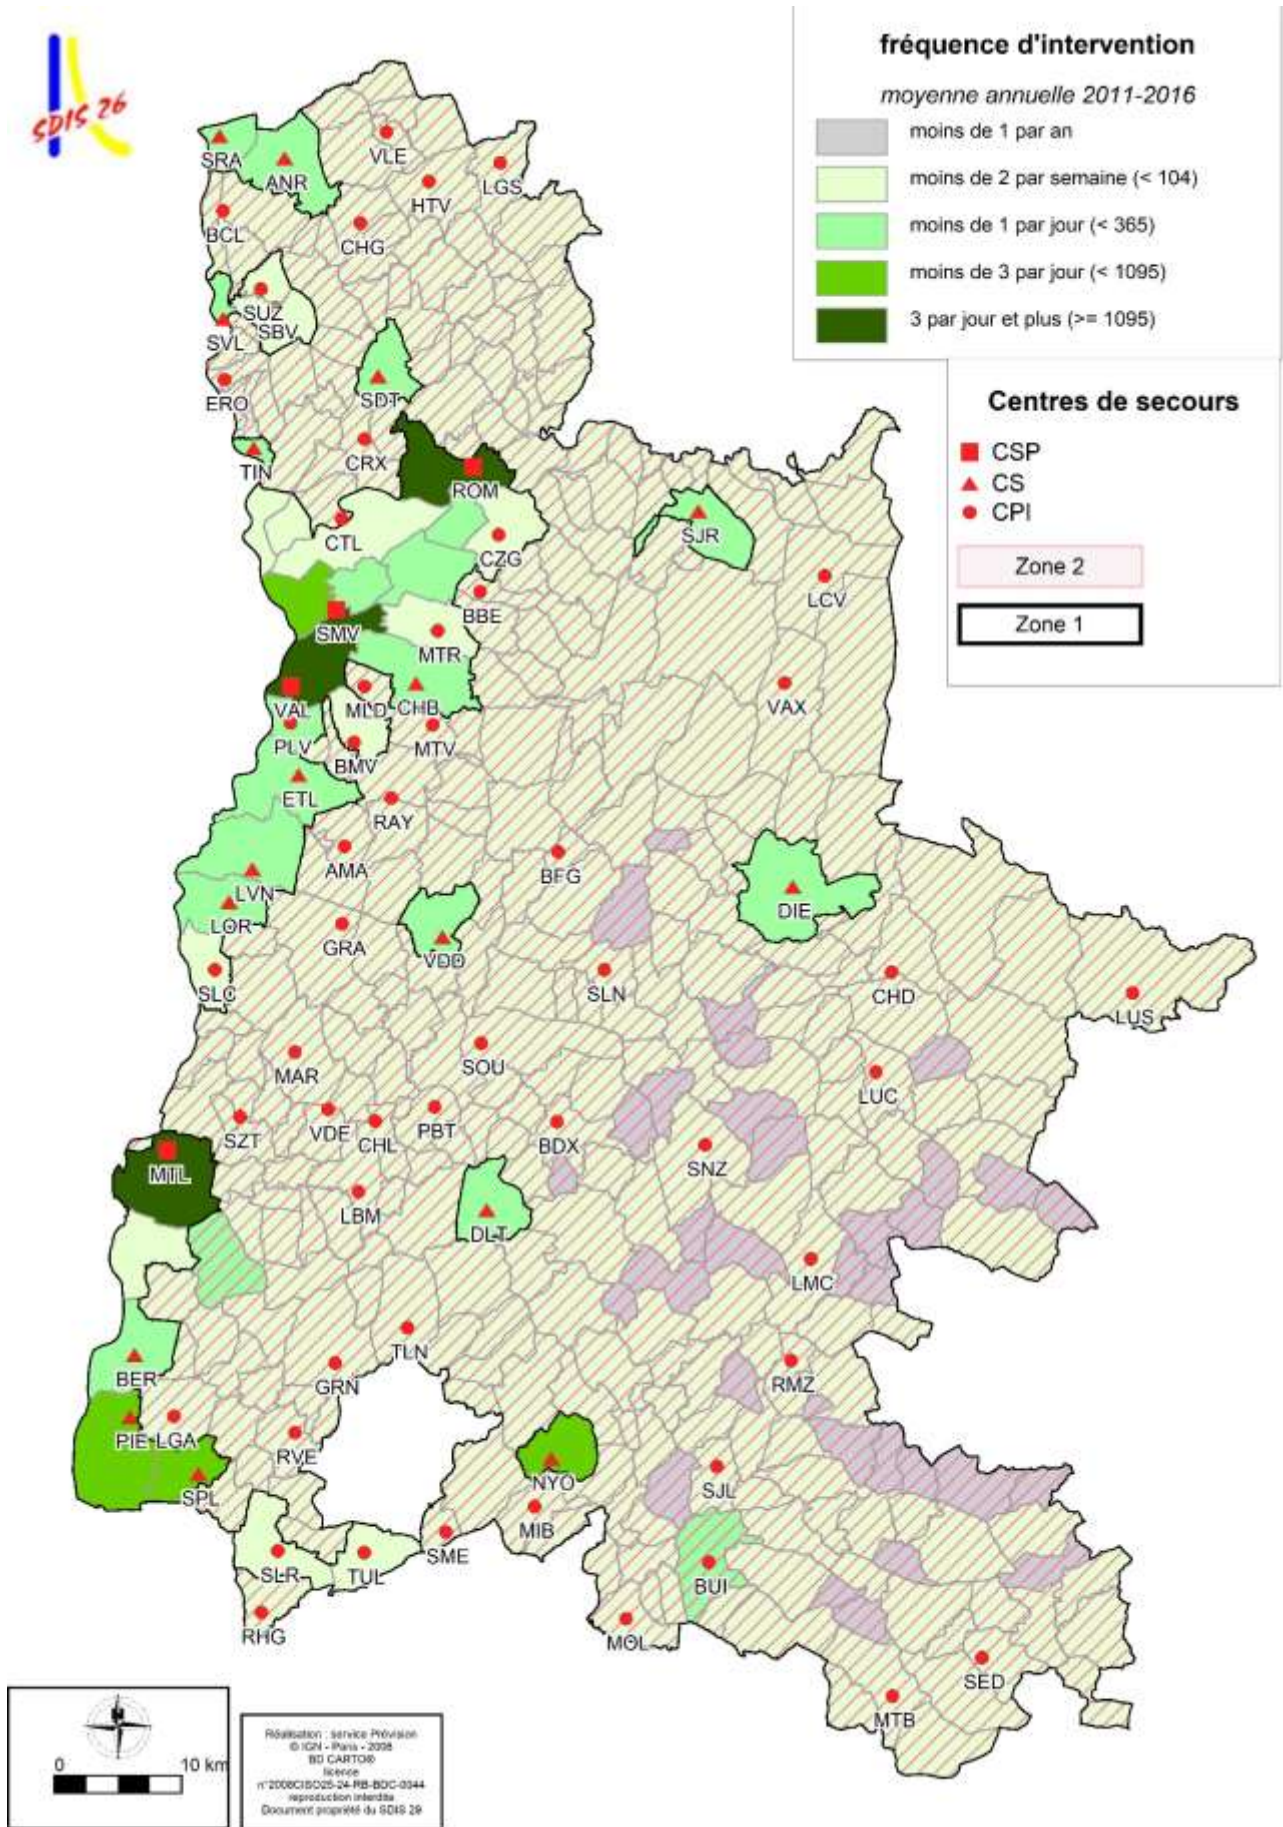 SDIS 26
fréquence d'intervention
moyenne annuelle 2011-2016
moins de 1 par an
moins de 2 par semaine (< 104)
moins de 1 par jour (< 365)
moins de 3 par jour (< 1095)
3 par jour et plus (>= 1095)
Centres de secours
CSP
CS
CPI
Zone 2
Zone 1
SRA
ANR
VLE
LGS
HTV
BCL
CHG
SUZ
SBV
SVL
ERO
SDT
TIN
CRX
ROM
CTL
CZG
SJR
LCV
BBE
SMV
MTR
VAL
MLD
CHB
VAX
PLV
BMV
MTV
ETL
RAY
AMA
BFG
LVN
DIE
LOR
GRA
VDD
SLC
SLN
CHD
LUS
SOU
MAR
LUC
SZT
VDE
CHL
PBT
BDX
SNZ
MTL
LBM
DLT
LMC
TLN
BER
GRN
RMZ
PIE
LGA
RVE
NYO
SJL
SPL
MIB
SME
SLR
TUL
BUI
RHG
MOL
SED
MTB
N
0 10 km
Réalisation : service Prévision
© IGN - Paris - 2008
BD CARTO®
licence
n°2008CISO25-24-RB-BDC-0044
reproduction interdite
Document propriété du SDIS 26